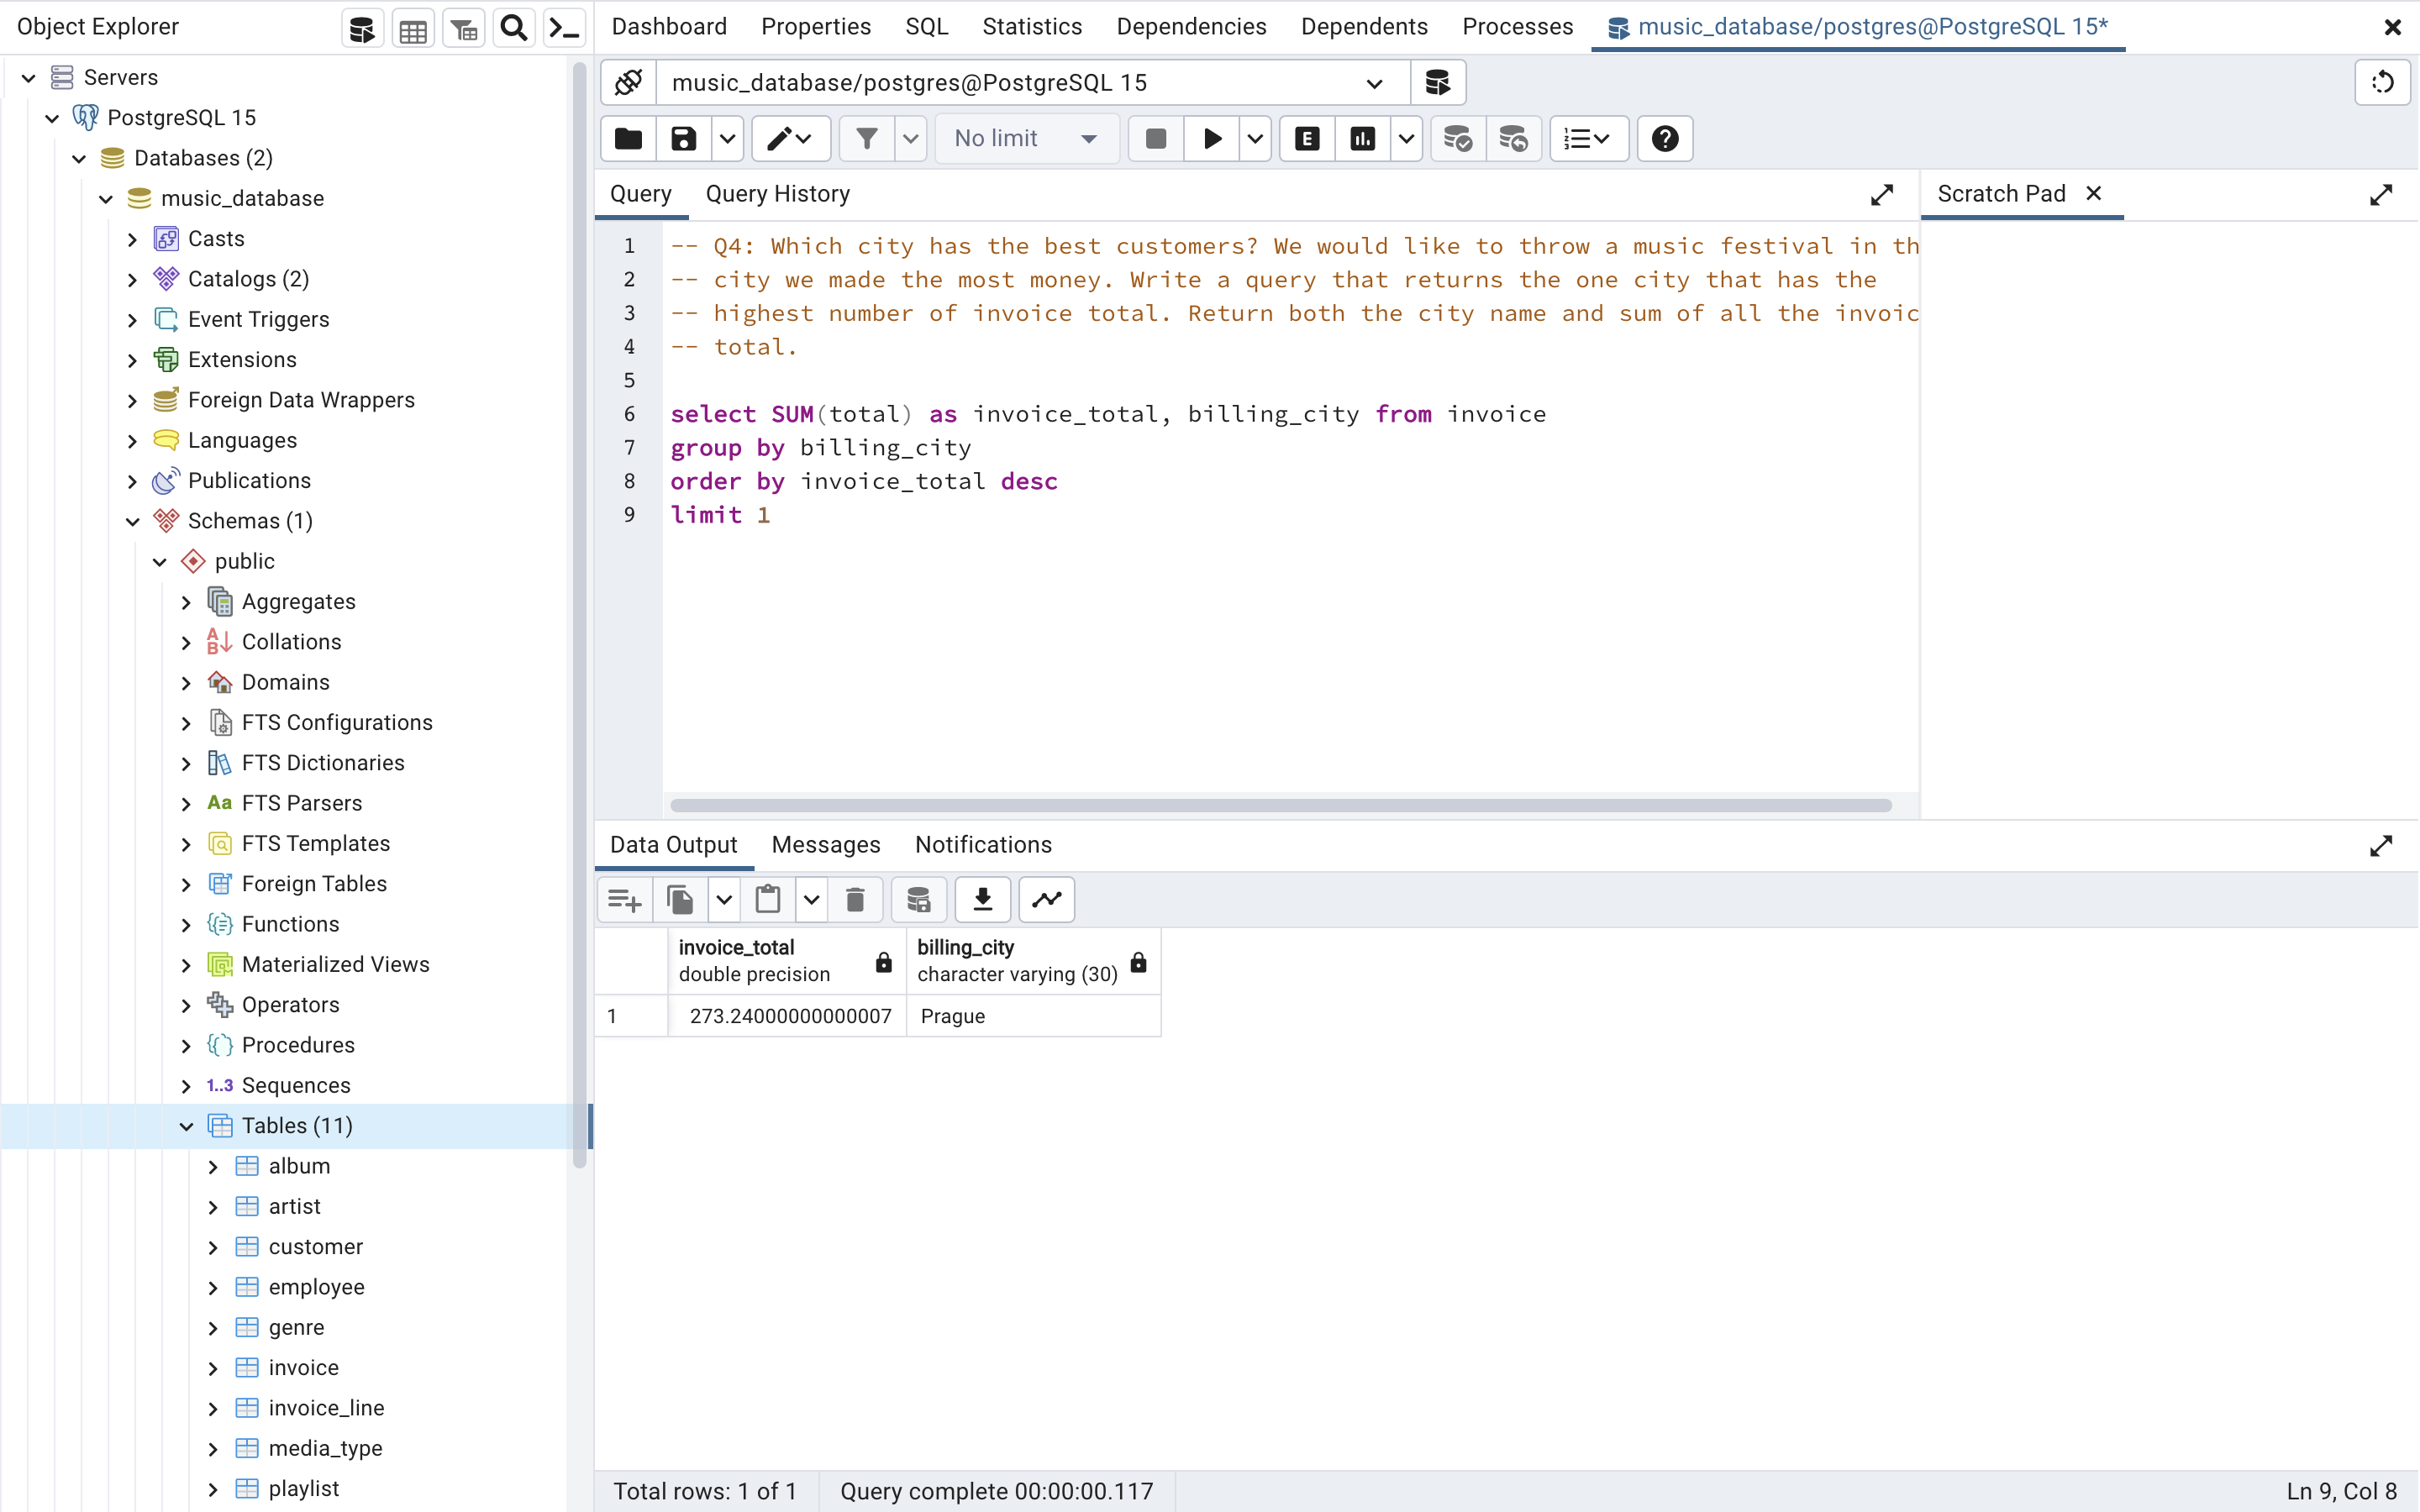 Object Explorer
Servers
PostgreSQL 15
Databases (2)
music_database
Casts
Catalogs (2)
Event Triggers
Extensions
Foreign Data Wrappers
Languages
Publications
Schemas (1)
public
Aggregates
Collations
Domains
FTS Configurations
FTS Dictionaries
Aa FTS Parsers
FTS Templates
Foreign Tables
Functions
Materialized Views
Operators
Procedures
1..3 Sequences
Tables (11)
album
artist
customer
employee
genre
invoice
invoice_line
media_type
playlist
Dashboard Properties SQL Statistics Dependencies Dependents Processes music_database/postgres@PostgreSQL 15*
music_database/postgres@PostgreSQL 15
No limit E
Query Query History
1 -- Q4: Which city has the best customers? We would like to throw a music festival in th
2 -- city we made the most money. Write a query that returns the one city that has the
3 -- highest number of invoice total. Return both the city name and sum of all the invoic
4 -- total.
5
6 select SUM(total) as invoice_total, billing_city from invoice
7 group by billing_city
8 order by invoice_total desc
9 limit 1
Scratch Pad
Data Output Messages Notifications
invoice_total billing_city
double precision character varying (30)
1 273.24000000000007 Prague
Total rows: 1 of 1 Query complete 00:00:00.117 Ln 9, Col 8